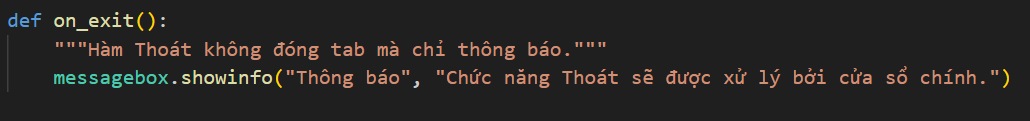 def on_exit():
    """Hàm Thoát không đóng tab mà chỉ thông báo."""
    messagebox.showinfo("Thông báo", "Chức năng Thoát sẽ được xử lý bởi cửa sổ chính.")